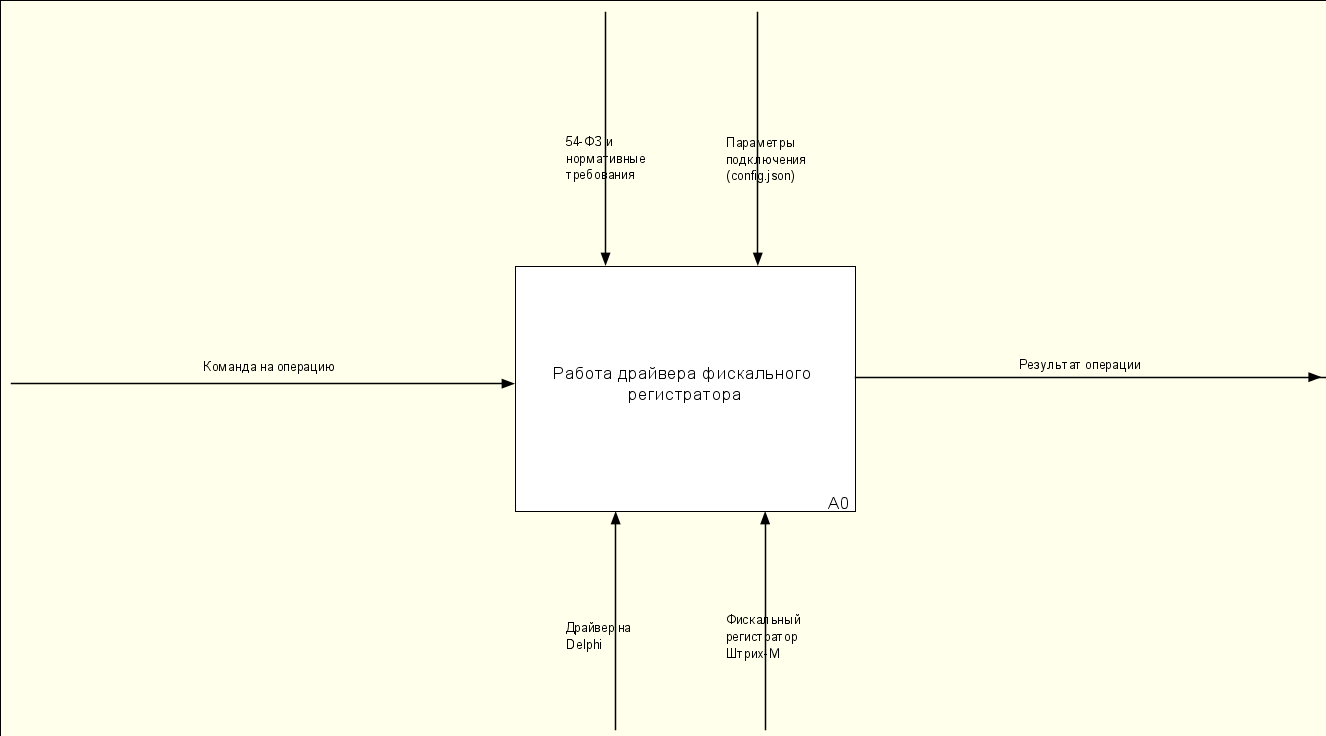 54-ФЗ и
нормативные
требования
Параметры
подключения
(config.json)
Команда на операцию
Работа драйвера фискального
регистратора
Результат операции
A0
Драйвер на
Delphi
Фискальный
регистратор
Штрих-М